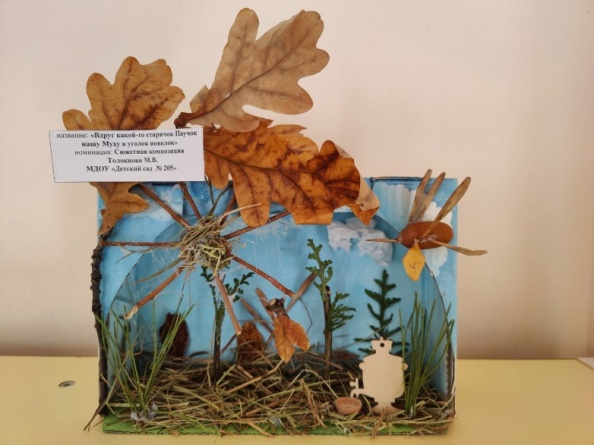 название: «Вдруг какой-то старичок Паучок
нашу Муху в уголок поволок»
номинация: Сюжетная композиция
Толокнова М.В.
МДОУ «Детский сад № 205»